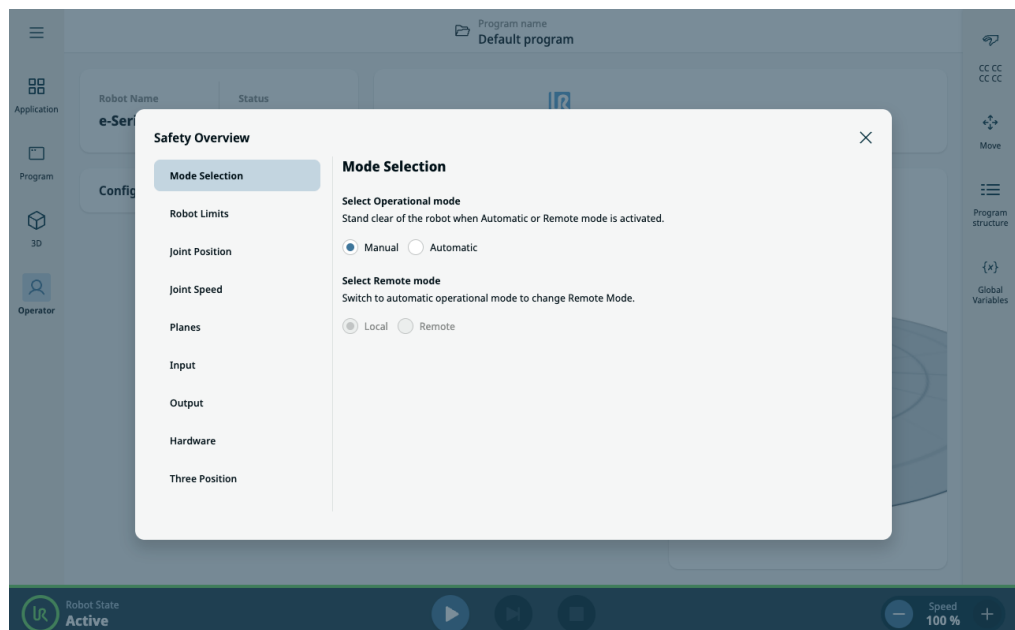 Program name
Default program
Application
Program
3D
Operator
Robot Name
Status
e-Seri
Config
Safety Overview
Mode Selection
Robot Limits
Joint Position
Joint Speed
Planes
Input
Output
Hardware
Three Position
Mode Selection
Select Operational mode
Stand clear of the robot when Automatic or Remote mode is activated.
Manual Automatic
Select Remote mode
Switch to automatic operational mode to change Remote Mode.
Local Remote
CC CC
CC CC
Move
Program
structure
{x}
Global
Variables
Robot State
Active
Speed
100 %